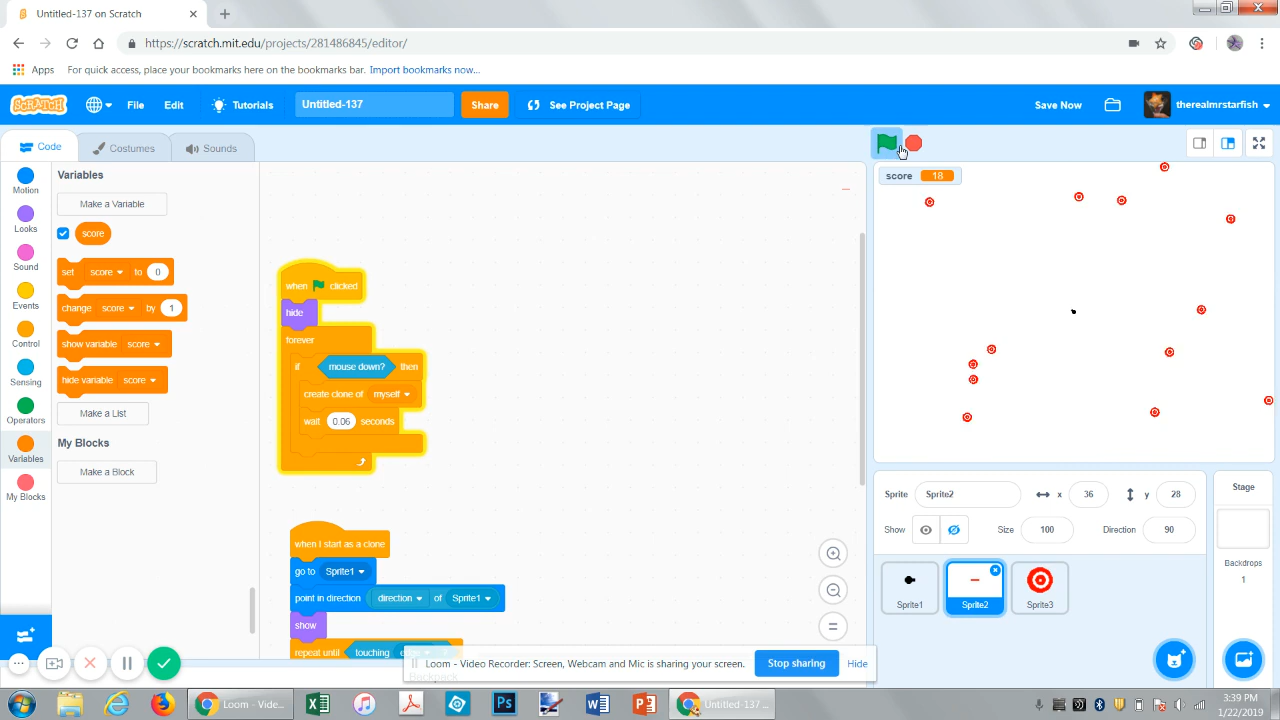 Untitled-137 on Scratch
https://scratch.mit.edu/projects/281486845/editor/
Apps For quick access, place your bookmarks here on the bookmarks bar. Import bookmarks now...
SCRATCH File Edit Tutorials Untitled-137 Share See Project Page Save Now therealmrstarfish
Code Costumes Sounds
Motion
Looks
Sound
Events
Control
Sensing
Operators
Variables
My Blocks
Variables
Make a Variable
score
set score to 0
change score by 1
show variable score
hide variable score
Make a List
My Blocks
Make a Block
when clicked
hide
forever
if mouse down? then
create clone of myself
wait 0.06 seconds
when I start as a clone
go to Sprite1
point in direction direction of Sprite1
show
repeat until touching
score 18
Sprite Sprite2 x 36 y 28
Show Size 100 Direction 90
Sprite1
Sprite2
Sprite3
Stage
Backdrops
1
Loom - Video Recorder: Screen, Webcam and Mic is sharing your screen. Stop sharing Hide
Backpack
Loom - Vide...
Untitled-137 ...
3:39 PM
1/22/2019